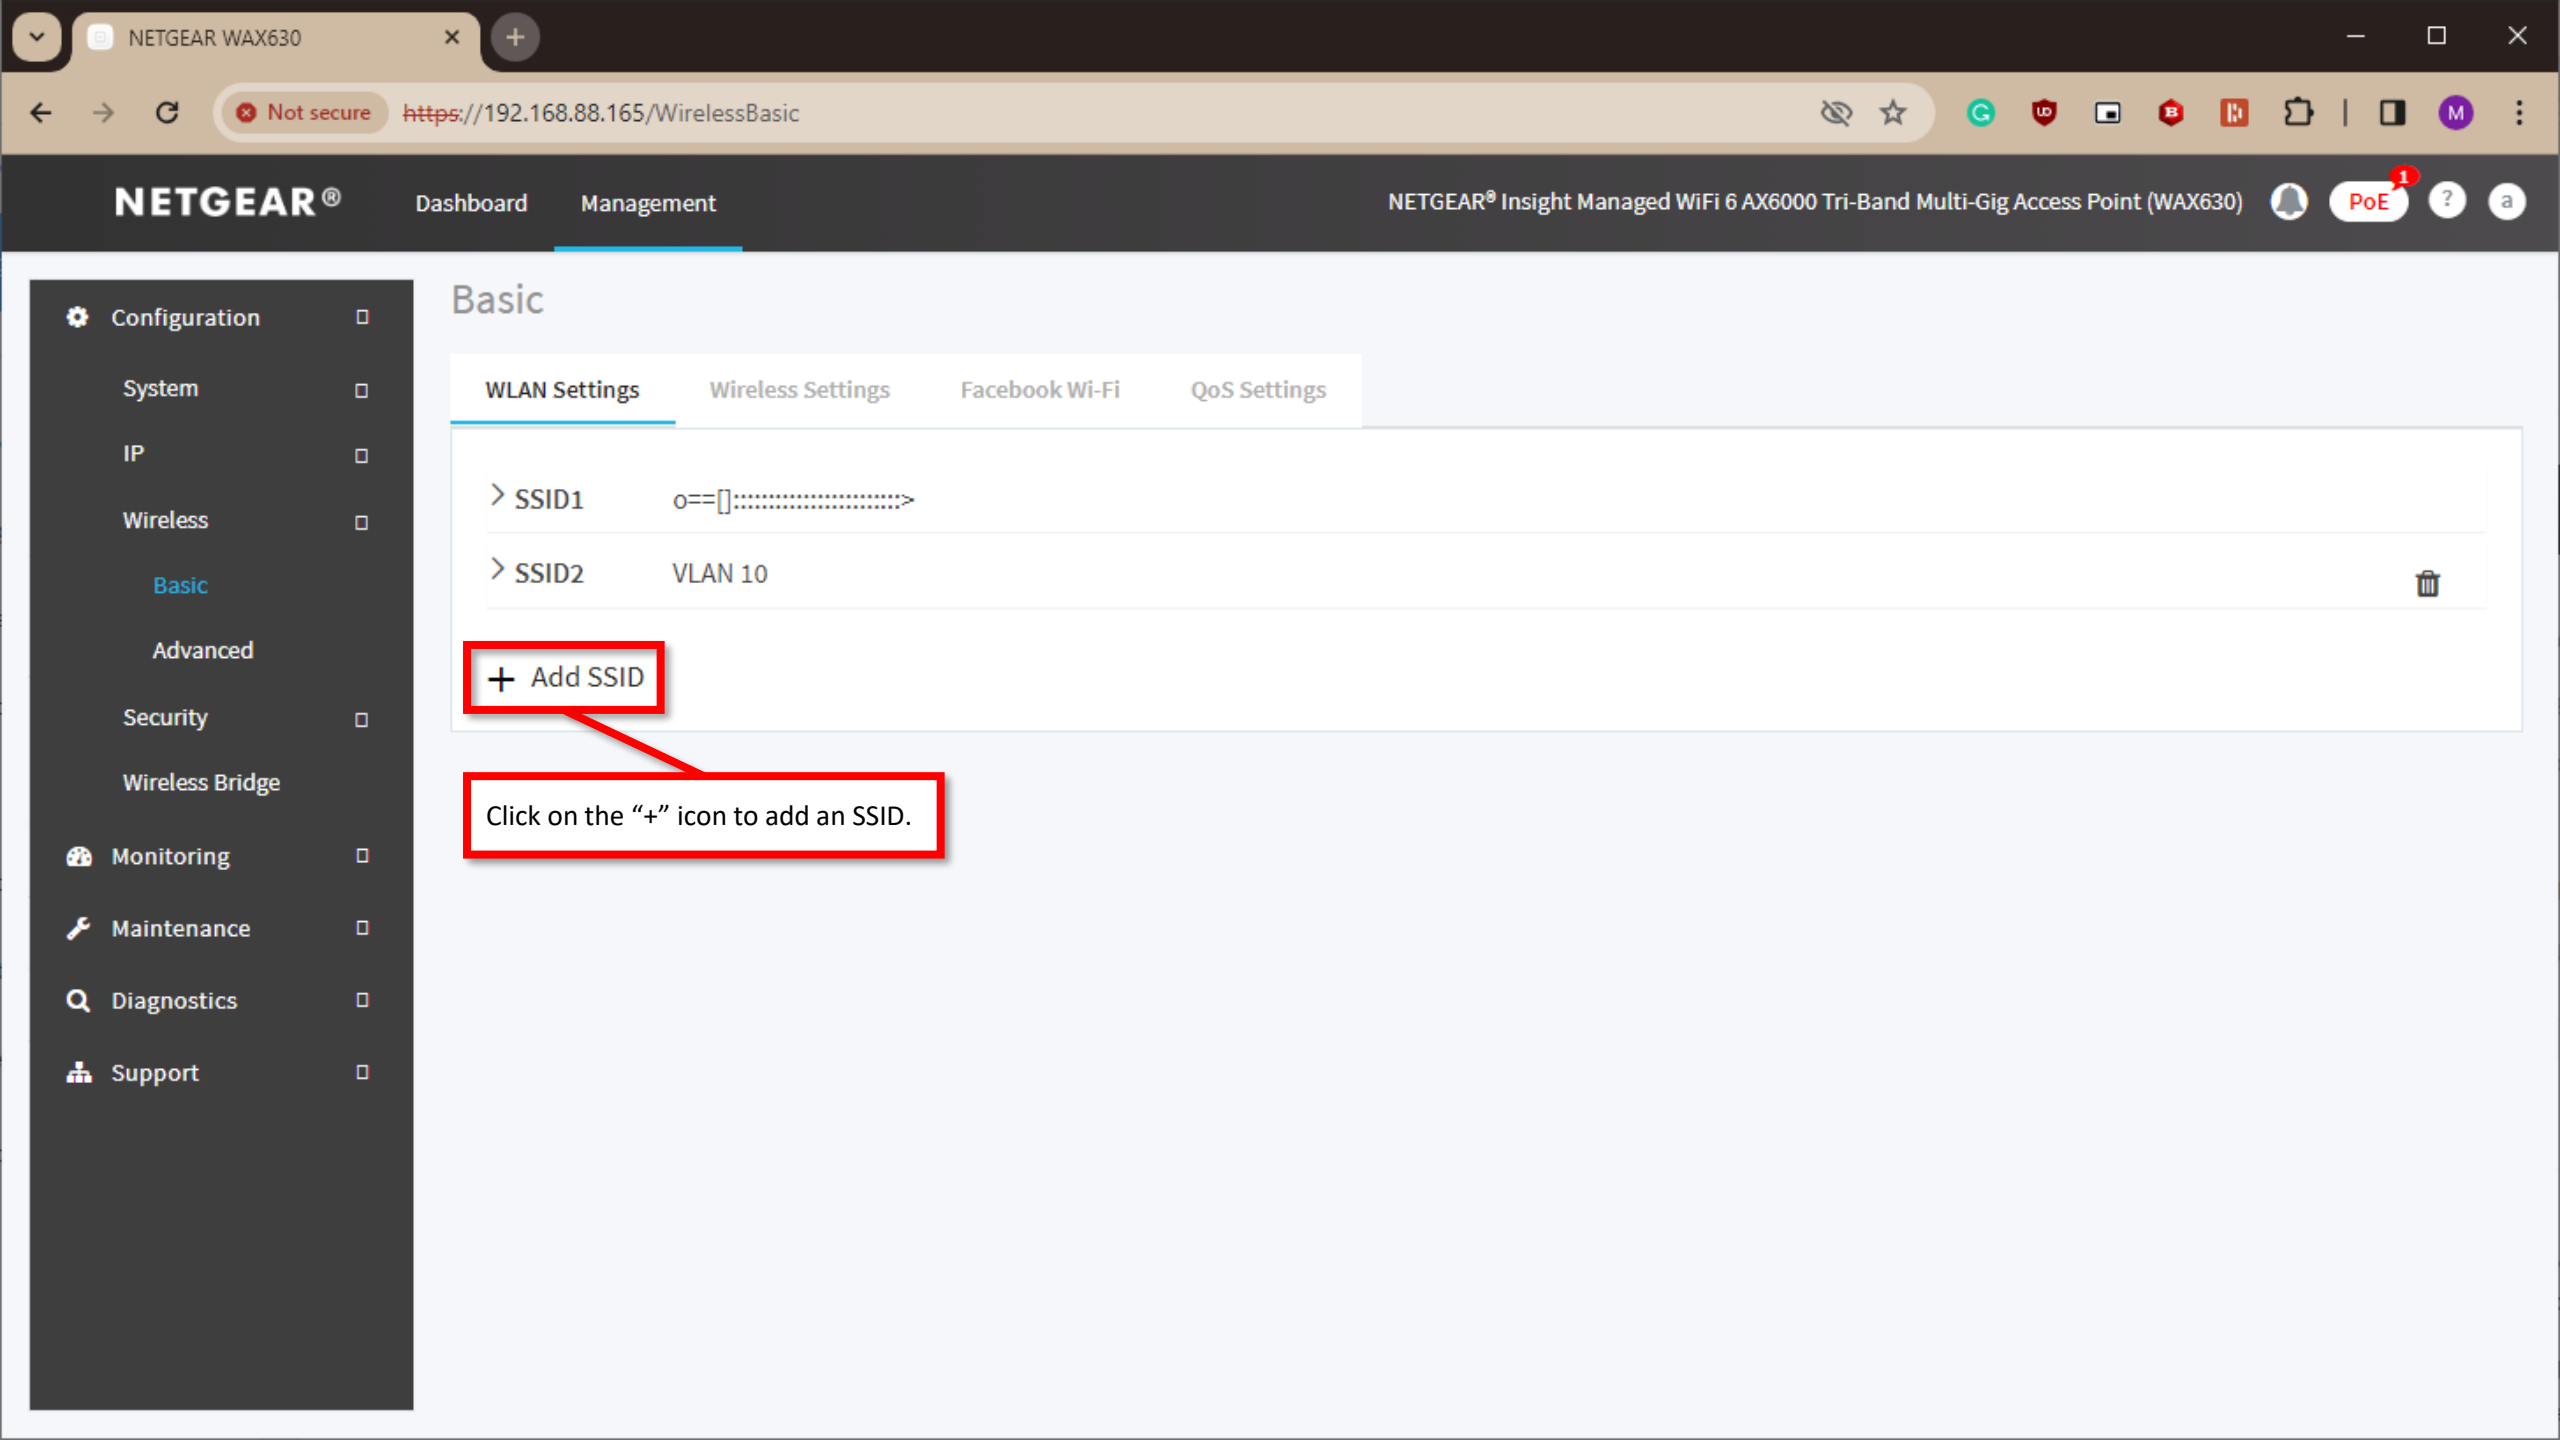 NETGEAR WAX630
Not secure https://192.168.88.165/WirelessBasic
M
NETGEAR® Dashboard Management NETGEAR® Insight Managed WiFi 6 AX6000 Tri-Band Multi-Gig Access Point (WAX630) PoE 1 ? a
Configuration
System
IP
Wireless
Basic
Advanced
Security
Wireless Bridge
Monitoring
Maintenance
Diagnostics
Support
Basic
WLAN Settings Wireless Settings Facebook Wi-Fi QoS Settings
SSID1 o==[]::::::::::::::::::::::::>
SSID2 VLAN 10
+ Add SSID
Click on the “+” icon to add an SSID.